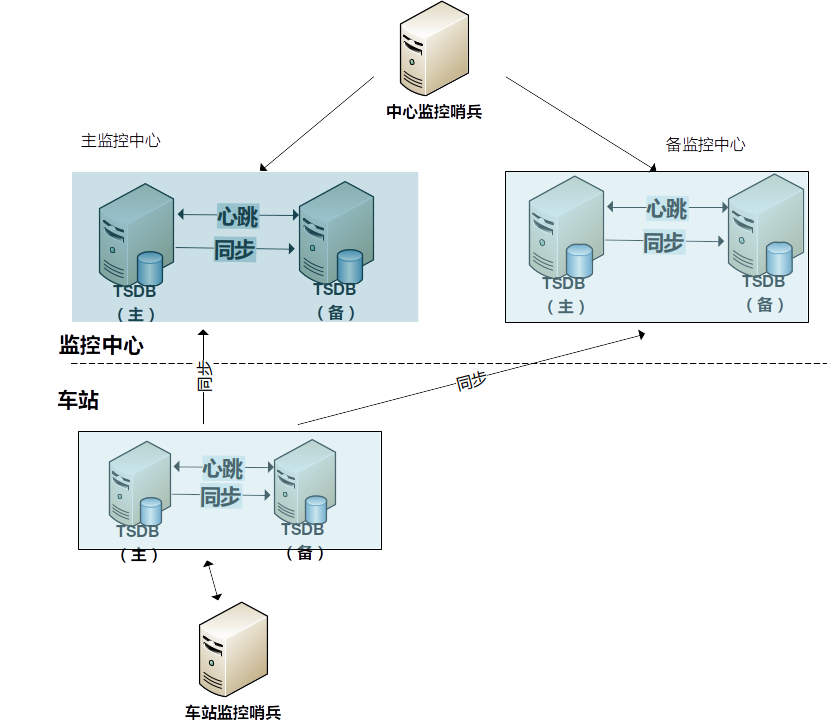 中心监控哨兵
主监控中心
备监控中心
心跳
同步
TSDB
（主）
TSDB
（备）
心跳
同步
TSDB
（主）
TSDB
（备）
监控中心
同步
同步
车站
心跳
同步
TSDB
（主）
TSDB
（备）
车站监控哨兵